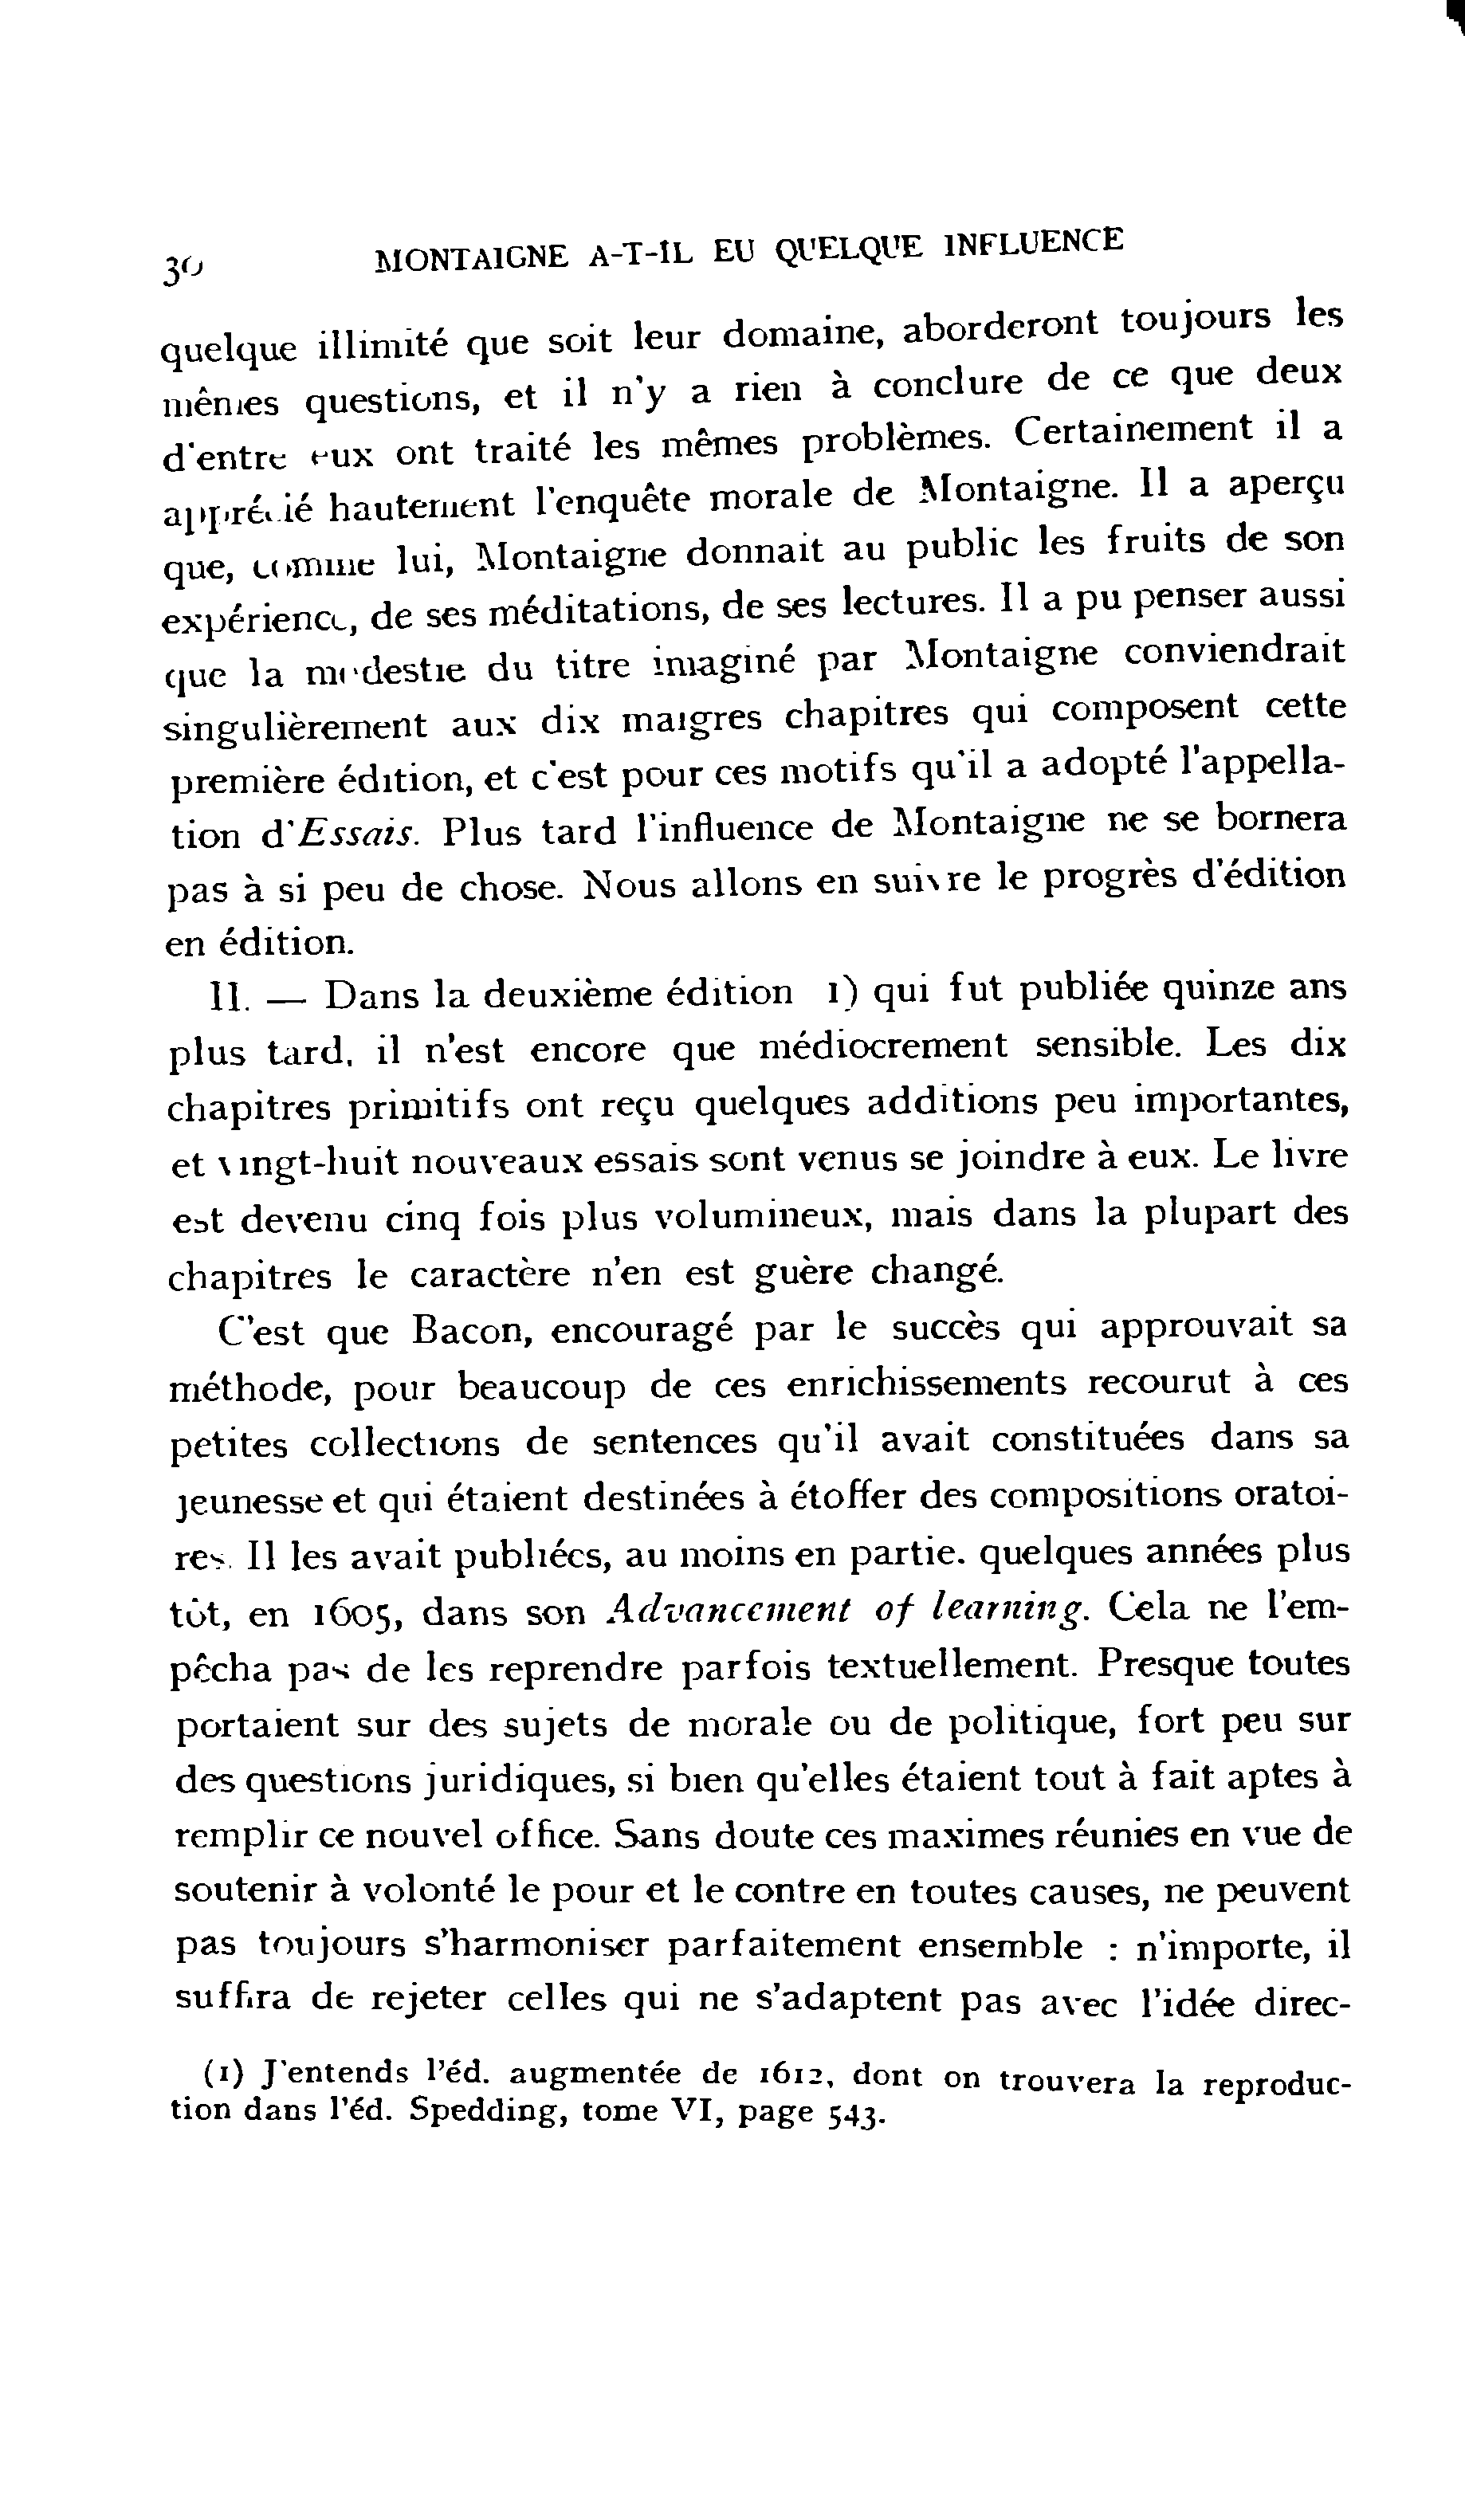 30 MONTAIGNE A-T-IL EU QUELQUE INFLUENCE
quelque illimité que soit leur domaine, aborderont toujours les
mêmes questions, et il n'y a rien à conclure de ce que deux
d'entre eux ont traité les mêmes problèmes. Certainement il a
apprécié hautement l'enquête morale de Montaigne. Il a aperçu
que, comme lui, Montaigne donnait au public les fruits de son
expérience, de ses méditations, de ses lectures. Il a pu penser aussi
que la modestie du titre imaginé par Montaigne conviendrait
singulièrement aux dix maigres chapitres qui composent cette
première édition, et c'est pour ces motifs qu'il a adopté l'appella-
tion d'Essais. Plus tard l'influence de Montaigne ne se bornera
pas à si peu de chose. Nous allons en suivre le progrès d'édition
en édition.
II. — Dans la deuxième édition 1) qui fut publiée quinze ans
plus tard, il n'est encore que médiocrement sensible. Les dix
chapitres primitifs ont reçu quelques additions peu importantes,
et vingt-huit nouveaux essais sont venus se joindre à eux. Le livre
est devenu cinq fois plus volumineux, mais dans la plupart des
chapitres le caractère n'en est guère changé.
C'est que Bacon, encouragé par le succès qui approuvait sa
méthode, pour beaucoup de ces enrichissements recourut à ces
petites collections de sentences qu'il avait constituées dans sa
jeunesse et qui étaient destinées à étoffer des compositions oratoi-
res. Il les avait publiées, au moins en partie. quelques années plus
tôt, en 1605, dans son Advancement of learning. Cela ne l'em-
pêcha pas de les reprendre parfois textuellement. Presque toutes
portaient sur des sujets de morale ou de politique, fort peu sur
des questions juridiques, si bien qu'elles étaient tout à fait aptes à
remplir ce nouvel office. Sans doute ces maximes réunies en vue de
soutenir à volonté le pour et le contre en toutes causes, ne peuvent
pas toujours s'harmoniser parfaitement ensemble : n'importe, il
suffira de rejeter celles qui ne s'adaptent pas avec l'idée direc-
(1) J'entends l'éd. augmentée de 1612, dont on trouvera la reproduc-
tion dans l'éd. Spedding, tome VI, page 543.